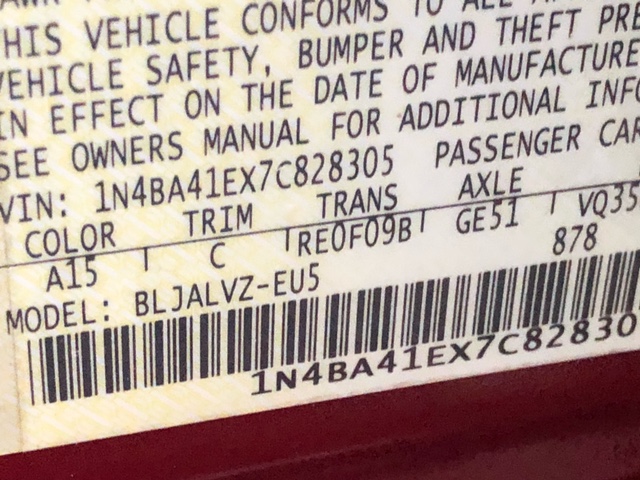 THIS VEHICLE CONFORMS TO ALL
VEHICLE SAFETY, BUMPER AND THEFT PRE
IN EFFECT ON THE DATE OF MANUFACTURE
SEE OWNERS MANUAL FOR ADDITIONAL INFO
VIN: 1N4BA41EX7C828305 PASSENGER CAR
COLOR TRIM TRANS AXLE
A15 C RE0F09B GE51 VQ35
878
MODEL: BLJALVZ-EU5
1N4BA41EX7C82830